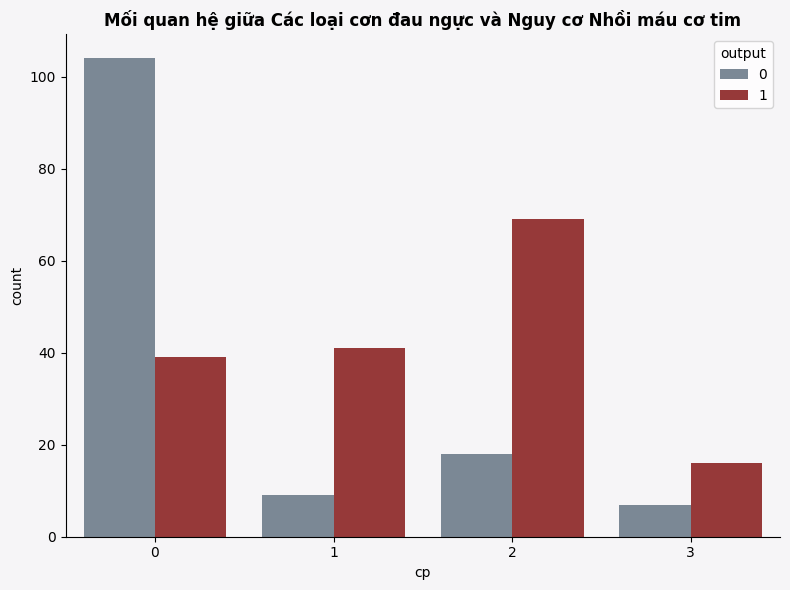 Mối quan hệ giữa Các loại cơn đau ngực và Nguy cơ Nhồi máu cơ tim
output
0
1
100
80
60
40
20
0
count
0 1 2 3
cp